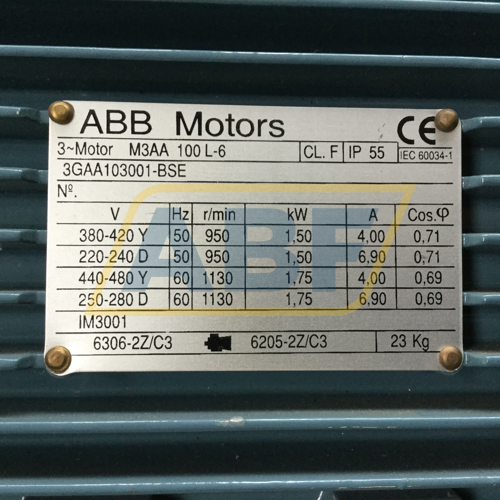 ABB Motors CE
3~Motor M3AA 100 L-6 CL. F IP 55 IEC 60034-1
3GAA103001-BSE
Nº.
V Hz r/min kW A Cos.φ
380-420 Y 50 950 1,50 4,00 0,71
220-240 D 50 950 1,50 6,90 0,71
440-480 Y 60 1130 1,75 4,00 0,69
250-280 D 60 1130 1,75 6,90 0,69
IM3001
6306-2Z/C3 6205-2Z/C3 23 Kg
ABF